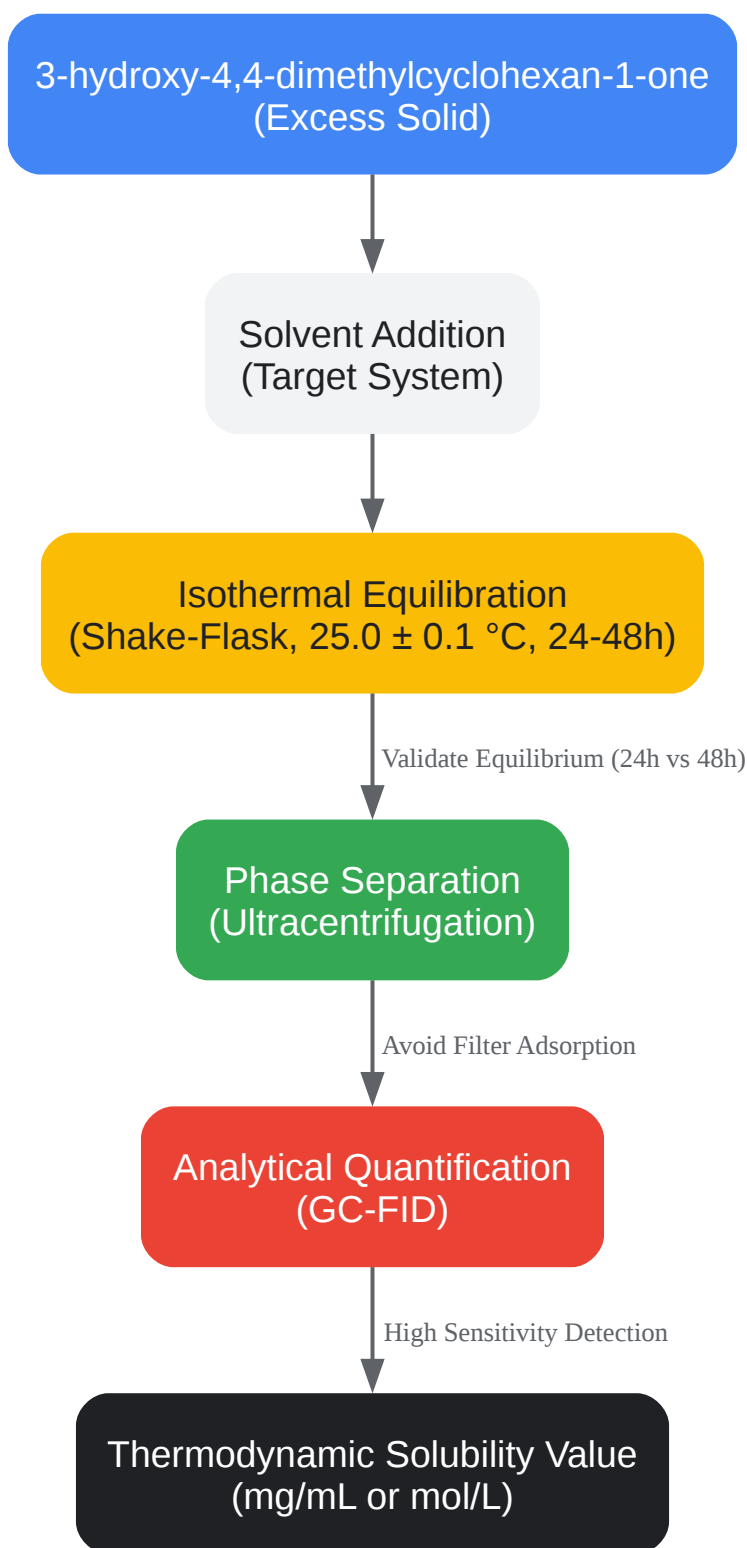 3-hydroxy-4,4-dimethylcyclohexan-1-one
(Excess Solid)
Solvent Addition
(Target System)
Isothermal Equilibration
(Shake-Flask, 25.0 ± 0.1 °C, 24-48h)
Validate Equilibrium (24h vs 48h)
Phase Separation
(Ultracentrifugation)
Avoid Filter Adsorption
Analytical Quantification
(GC-FID)
High Sensitivity Detection
Thermodynamic Solubility Value
(mg/mL or mol/L)